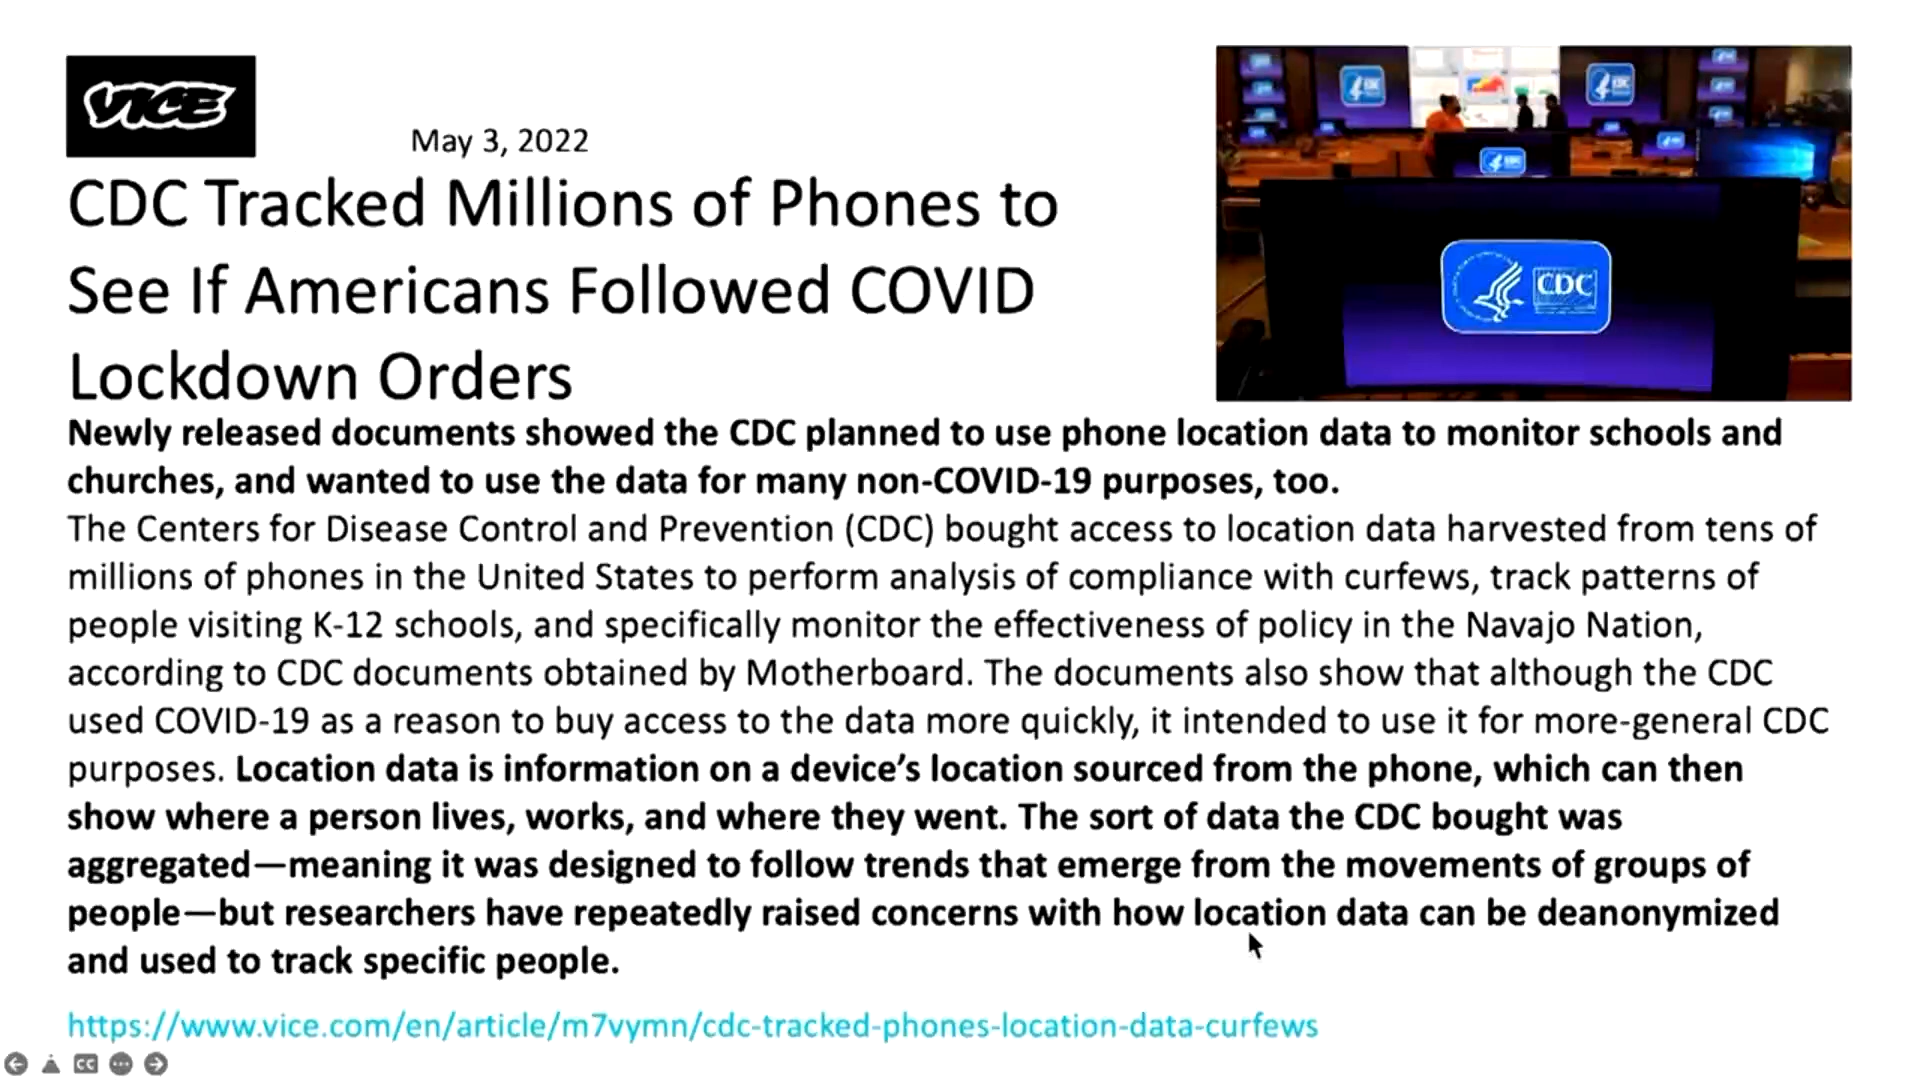 VICE
May 3, 2022
CDC Tracked Millions of Phones to
See If Americans Followed COVID
Lockdown Orders
CDC
Newly released documents showed the CDC planned to use phone location data to monitor schools and
churches, and wanted to use the data for many non-COVID-19 purposes, too.
The Centers for Disease Control and Prevention (CDC) bought access to location data harvested from tens of
millions of phones in the United States to perform analysis of compliance with curfews, track patterns of
people visiting K-12 schools, and specifically monitor the effectiveness of policy in the Navajo Nation,
according to CDC documents obtained by Motherboard. The documents also show that although the CDC
used COVID-19 as a reason to buy access to the data more quickly, it intended to use it for more-general CDC
purposes. Location data is information on a device’s location sourced from the phone, which can then
show where a person lives, works, and where they went. The sort of data the CDC bought was
aggregated—meaning it was designed to follow trends that emerge from the movements of groups of
people—but researchers have repeatedly raised concerns with how location data can be deanonymized
and used to track specific people.
https://www.vice.com/en/article/m7vymn/cdc-tracked-phones-location-data-curfews
CC